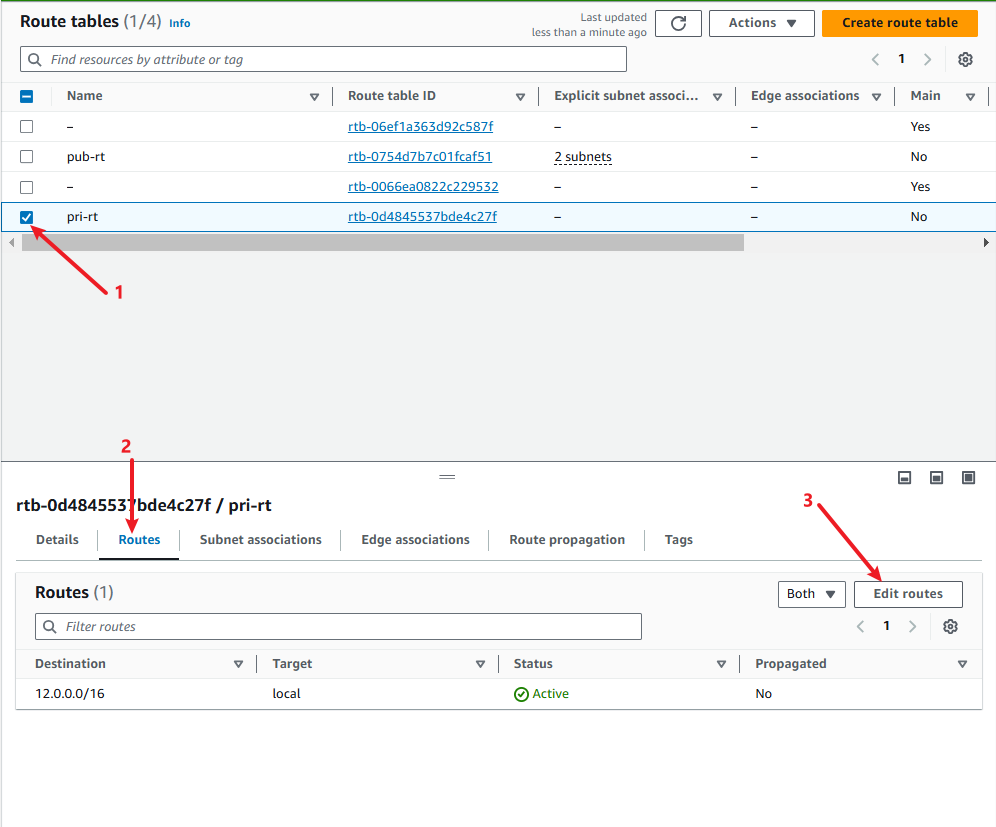 Route tables (1/4) Info
Last updated
less than a minute ago
Actions
Create route table
Find resources by attribute or tag
1
Name Route table ID Explicit subnet associ... Edge associations Main
– rtb-06ef1a363d92c587f – – Yes
pub-rt rtb-0754d7b7c01fcaf51 2 subnets – No
– rtb-0066ea0822c229532 – – Yes
pri-rt rtb-0d4845537bde4c27f – – No
1
2
rtb-0d4845537bde4c27f / pri-rt
3
Details Routes Subnet associations Edge associations Route propagation Tags
Routes (1)
Both
Edit routes
Filter routes
1
Destination Target Status Propagated
12.0.0.0/16 local Active No